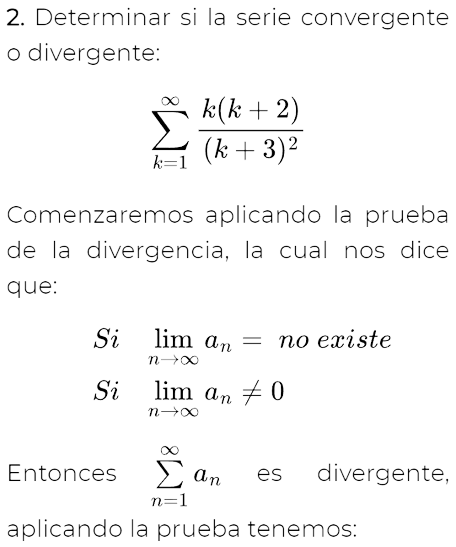 2. Determinar si la serie convergente
o divergente:
$$\sum_{k=1}^{\infty} \frac{k(k+2)}{(k+3)^2}$$
Comenzaremos aplicando la prueba
de la divergencia, la cual nos dice
que:
$$Si \quad \lim_{n \to \infty} a_n = \ no \ existe$$
$$Si \quad \lim_{n \to \infty} a_n \neq 0$$
Entonces $\sum_{n=1}^{\infty} a_n$ es divergente,
aplicando la prueba tenemos: